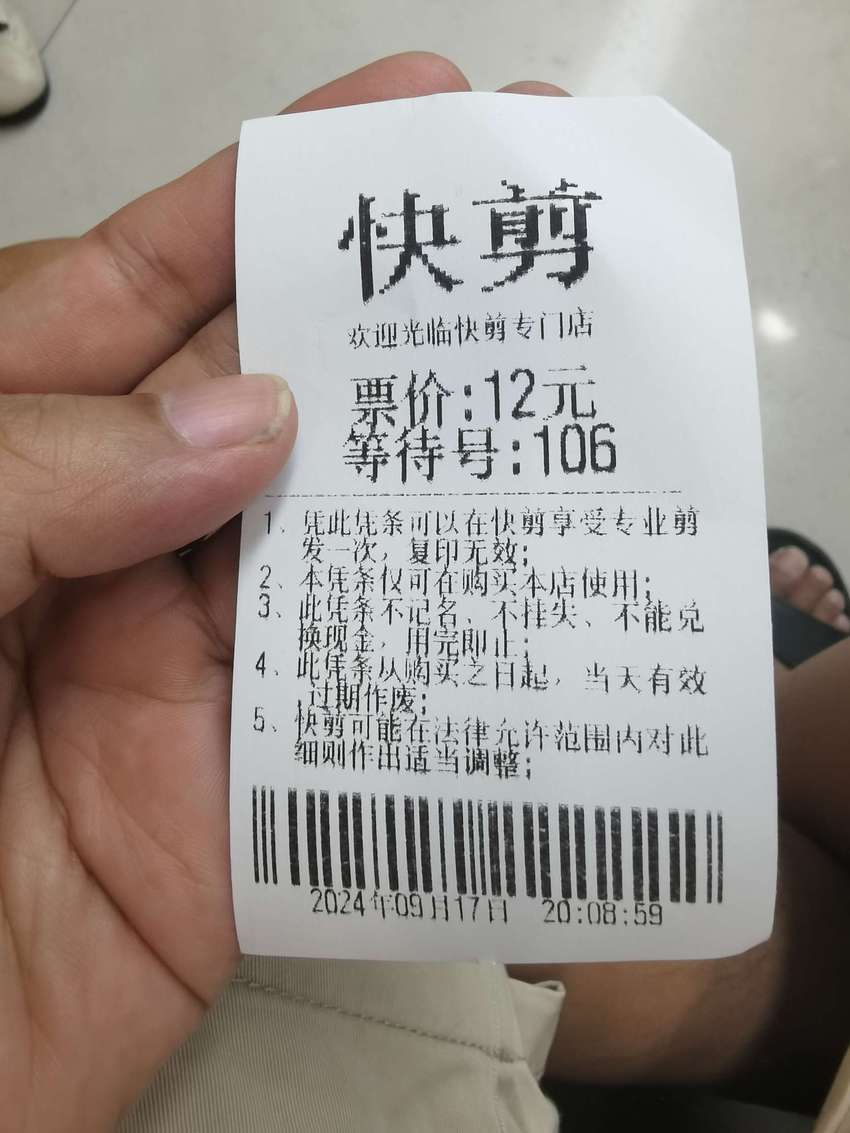 快剪
欢迎光临快剪专门店
票价:12元
等待号:106
1、凭此凭条可以在快剪享受专业剪
发一次，复印无效;
2、本凭条仅可在购买本店使用;
3、此凭条不记名、不挂失、不能兑
换现金，用完即止;
4、此凭条从购买之日起，当天有效
,过期作废;
5、快剪可能在法律允许范围内对此
细则作出适当调整;
2024年09月17日 20:08:59